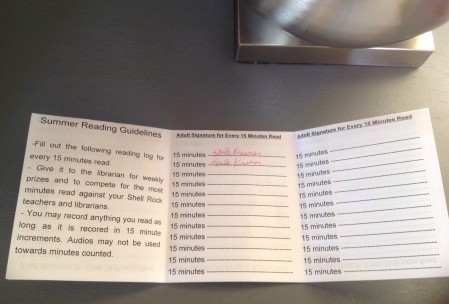 Summer Reading Guidelines
-Fill out the following reading log for
every 15 minutes read.
- Give it to the librarian for weekly
prizes and to compete for the most
minutes read against your Shell Rock
teachers and librarians.
- You may record anything you read as
long as it is recored in 15 minute
increments. Audios may not be used
towards minutes counted.
Adult Signature for Every 15 Minutes Read
15 minutes
15 minutes
15 minutes
15 minutes
15 minutes
15 minutes
15 minutes
15 minutes
15 minutes
15 minutes
15 minutes
15 minutes
15 minutes
Adult Signature for Every 15 Minutes Read
15 minutes
15 minutes
15 minutes
15 minutes
15 minutes
15 minutes
15 minutes
15 minutes
15 minutes
15 minutes
15 minutes
15 minutes
15 minutes